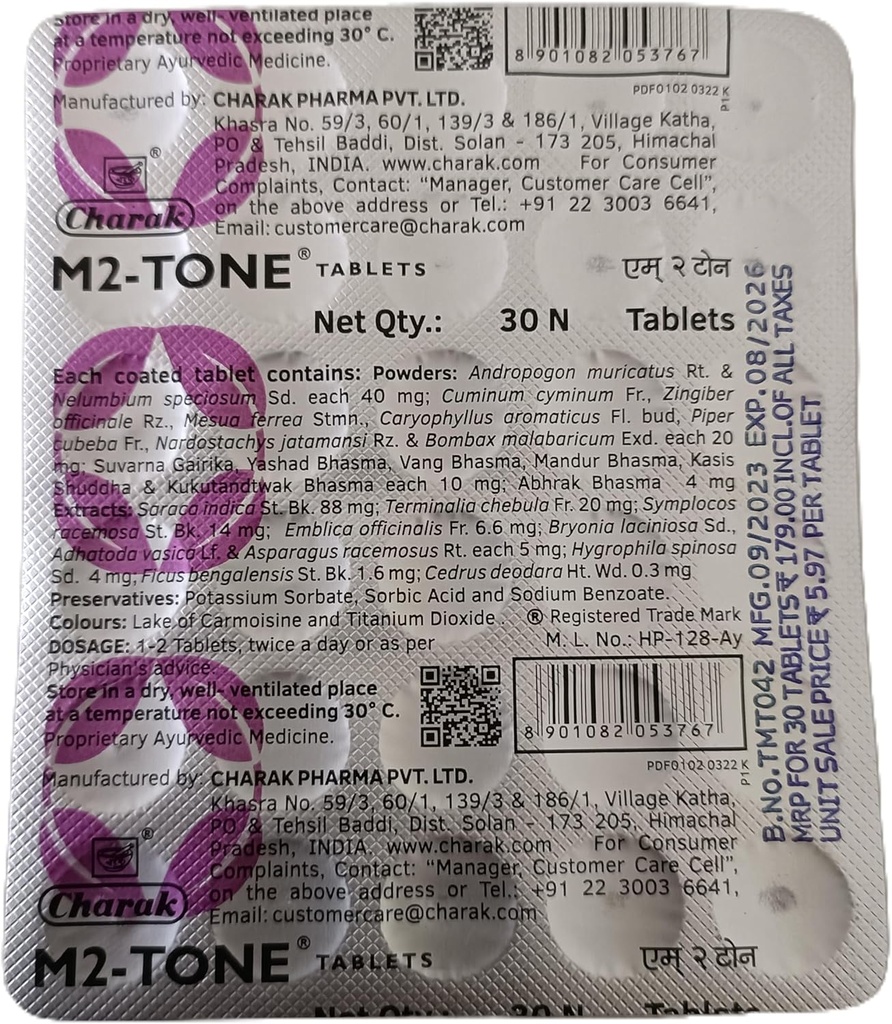 Store in a dry, well-ventilated place
at a temperature not exceeding 30° C.
Proprietary Ayurvedic Medicine.
8 901082 053767
PDF0102 0322 K
P1
Manufactured by: CHARAK PHARMA PVT. LTD.
Khasra No. 59/3, 60/1, 139/3 & 186/1, Village Katha,
PO & Tehsil Baddi, Dist. Solan - 173 205, Himachal
Pradesh, INDIA. www.charak.com For Consumer
Complaints, Contact: “Manager, Customer Care Cell”,
on the above address or Tel.: +91 22 3003 6641,
Email: customercare@charak.com
®
Charak
M2-TONE® TABLETS एम् २ टोन
Net Qty.: 30 N Tablets
Each coated tablet contains: Powders: Andropogon muricatus Rt. &
Nelumbium speciosum Sd. each 40 mg; Cuminum cyminum Fr., Zingiber
officinale Rz., Mesua ferrea Stmn., Caryophyllus aromaticus Fl. bud, Piper
cubeba Fr., Nardostachys jatamansi Rz. & Bombax malabaricum Exd. each 20
mg; Suvarna Gairika, Yashad Bhasma, Vang Bhasma, Mandur Bhasma, Kasis
Shuddha & Kukutandtwak Bhasma each 10 mg; Abhrak Bhasma 4 mg
Extracts: Saraca indica St. Bk. 88 mg; Terminalia chebula Fr. 20 mg; Symplocos
racemosa St. Bk. 14 mg; Emblica officinalis Fr. 6.6 mg; Bryonia laciniosa Sd.,
Adhatoda vasica Lf. & Asparagus racemosus Rt. each 5 mg; Hygrophila spinosa
Sd. 4 mg; Ficus bengalensis St. Bk. 1.6 mg; Cedrus deodara Ht. Wd. 0.3 mg
Preservatives: Potassium Sorbate, Sorbic Acid and Sodium Benzoate.
Colours: Lake of Carmoisine and Titanium Dioxide. ® Registered Trade Mark
DOSAGE: 1-2 Tablets, twice a day or as per M. L. No.: HP-128-Ay
Physician's advice.
Store in a dry, well-ventilated place
at a temperature not exceeding 30° C.
Proprietary Ayurvedic Medicine.
8 901082 053767
PDF0102 0322 K
P1
Manufactured by: CHARAK PHARMA PVT. LTD.
Khasra No. 59/3, 60/1, 139/3 & 186/1, Village Katha,
PO & Tehsil Baddi, Dist. Solan - 173 205, Himachal
Pradesh, INDIA. www.charak.com For Consumer
Complaints, Contact: “Manager, Customer Care Cell”,
on the above address or Tel.: +91 22 3003 6641,
Email: customercare@charak.com
®
Charak
M2-TONE® TABLETS एम् २ टोन
Net Qty.: 30 N Tablets
B.No.TMT042 MFG.09/2023 EXP.08/2026
MRP FOR 30 TABLETS ₹ 179.00 INCL.OF ALL TAXES
UNIT SALE PRICE ₹ 5.97 PER TABLET